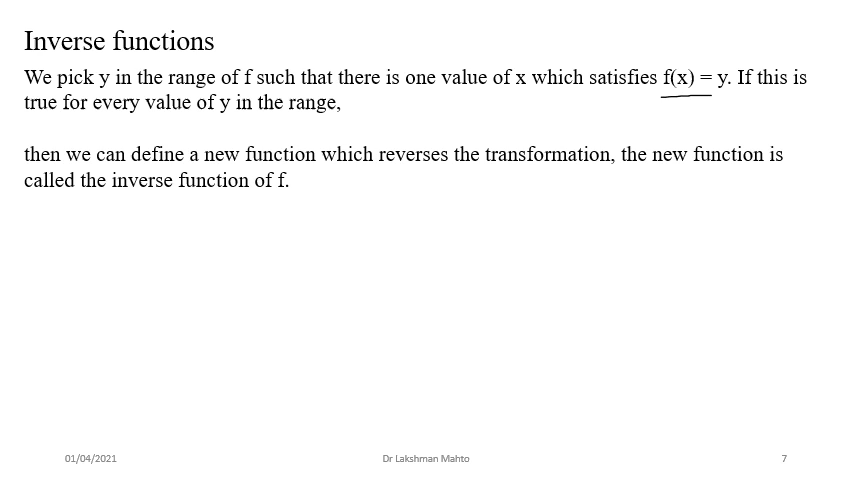 Inverse functions
We pick y in the range of f such that there is one value of x which satisfies f(x) = y. If this is
true for every value of y in the range,
then we can define a new function which reverses the transformation, the new function is
called the inverse function of f.
01/04/2021
Dr Lakshman Mahto
7